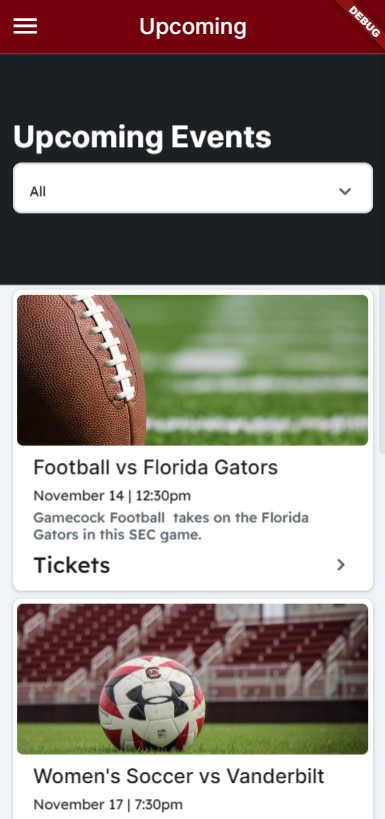 Upcoming
DEBUG
Upcoming Events
All
Football vs Florida Gators
November 14 | 12:30pm
Gamecock Football  takes on the Florida
Gators in this SEC game.
Tickets
Women's Soccer vs Vanderbilt
November 17 | 7:30pm